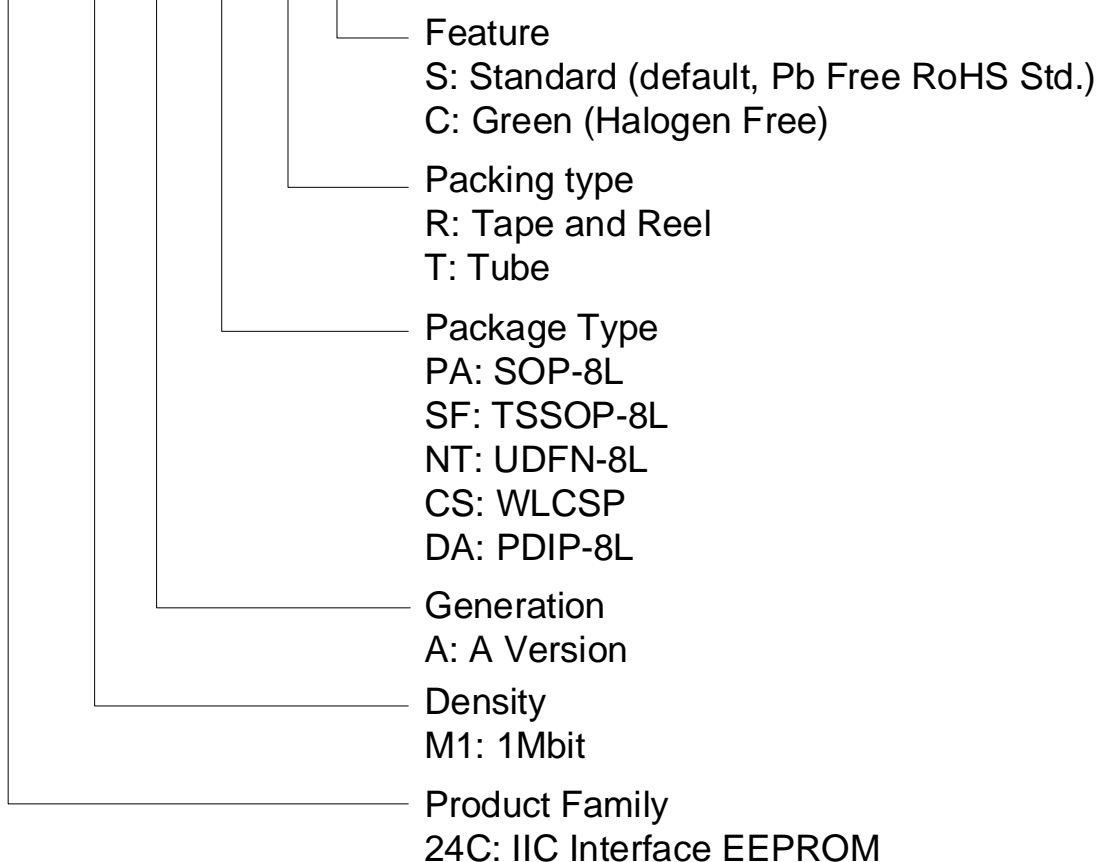 Feature
S: Standard (default, Pb Free RoHS Std.)
C: Green (Halogen Free)
Packing type
R: Tape and Reel
T: Tube
Package Type
PA: SOP-8L
SF: TSSOP-8L
NT: UDFN-8L
CS: WLCSP
DA: PDIP-8L
Generation
A: A Version
Density
M1: 1Mbit
Product Family
24C: IIC Interface EEPROM